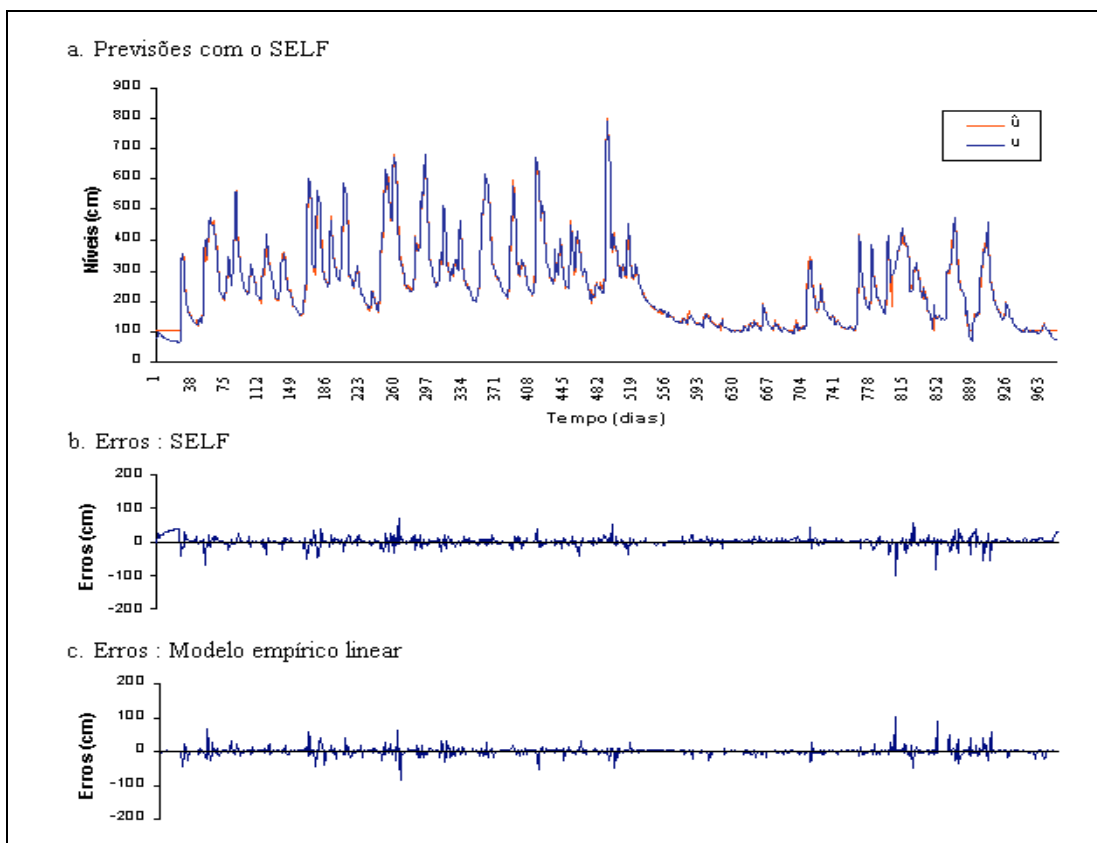 a. Previsões com o SELF
900
800
700
600
500
400
300
200
100
0
Níveis (cm)
û
u
1 38 75 112 149 186 223 260 297 334 371 408 445 482 519 556 593 630 667 704 741 778 815 852 889 926 963
Tempo (dias)
b. Erros : SELF
200
100
0
-100
-200
Erros (cm)
c. Erros : Modelo empírico linear
200
100
0
-100
-200
Erros (cm)